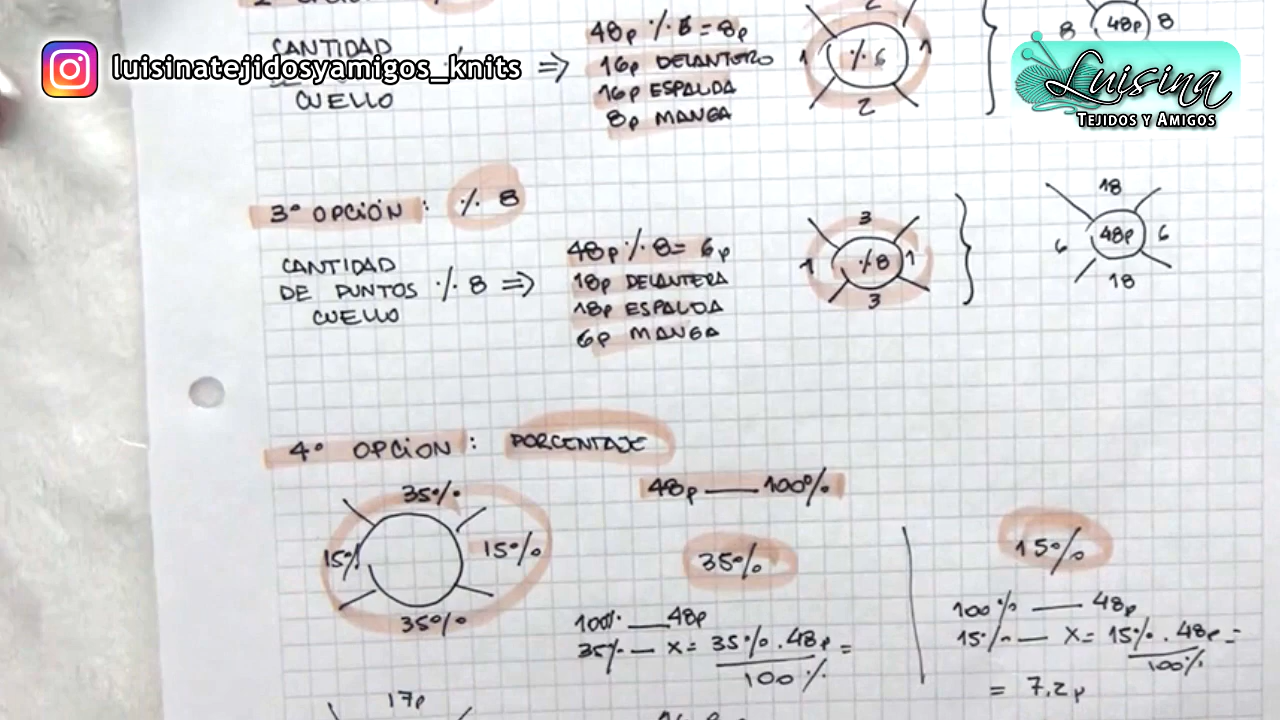 luisinatejidosyamigos_knits
Luisina
TEJIDOS Y AMIGOS
CANTIDAD
CUELLO
=>
48p ٪ 6 = 8p
16p DELANTERO
16p ESPALDA
8p MANGA
2
1 ٪ 6 1
2
8 48p 8
3° OPCIÓN : ٪ 8
CANTIDAD
DE PUNTOS ٪ 8 =>
CUELLO
48p ٪ 8 = 6p
18p DELANTERA
18p ESPALDA
6p MANGA
3
1 ٪ 8 1
3
18
6 48p 6
18
4° OPCION : PORCENTAJE
35%
15% 15%
35%
48p — 100%
35%
100% — 48p
35% — X = 35% . 48p =
100%
15%
100% — 48p
15% — X = 15% . 48p =
100%
= 7,2p
17p